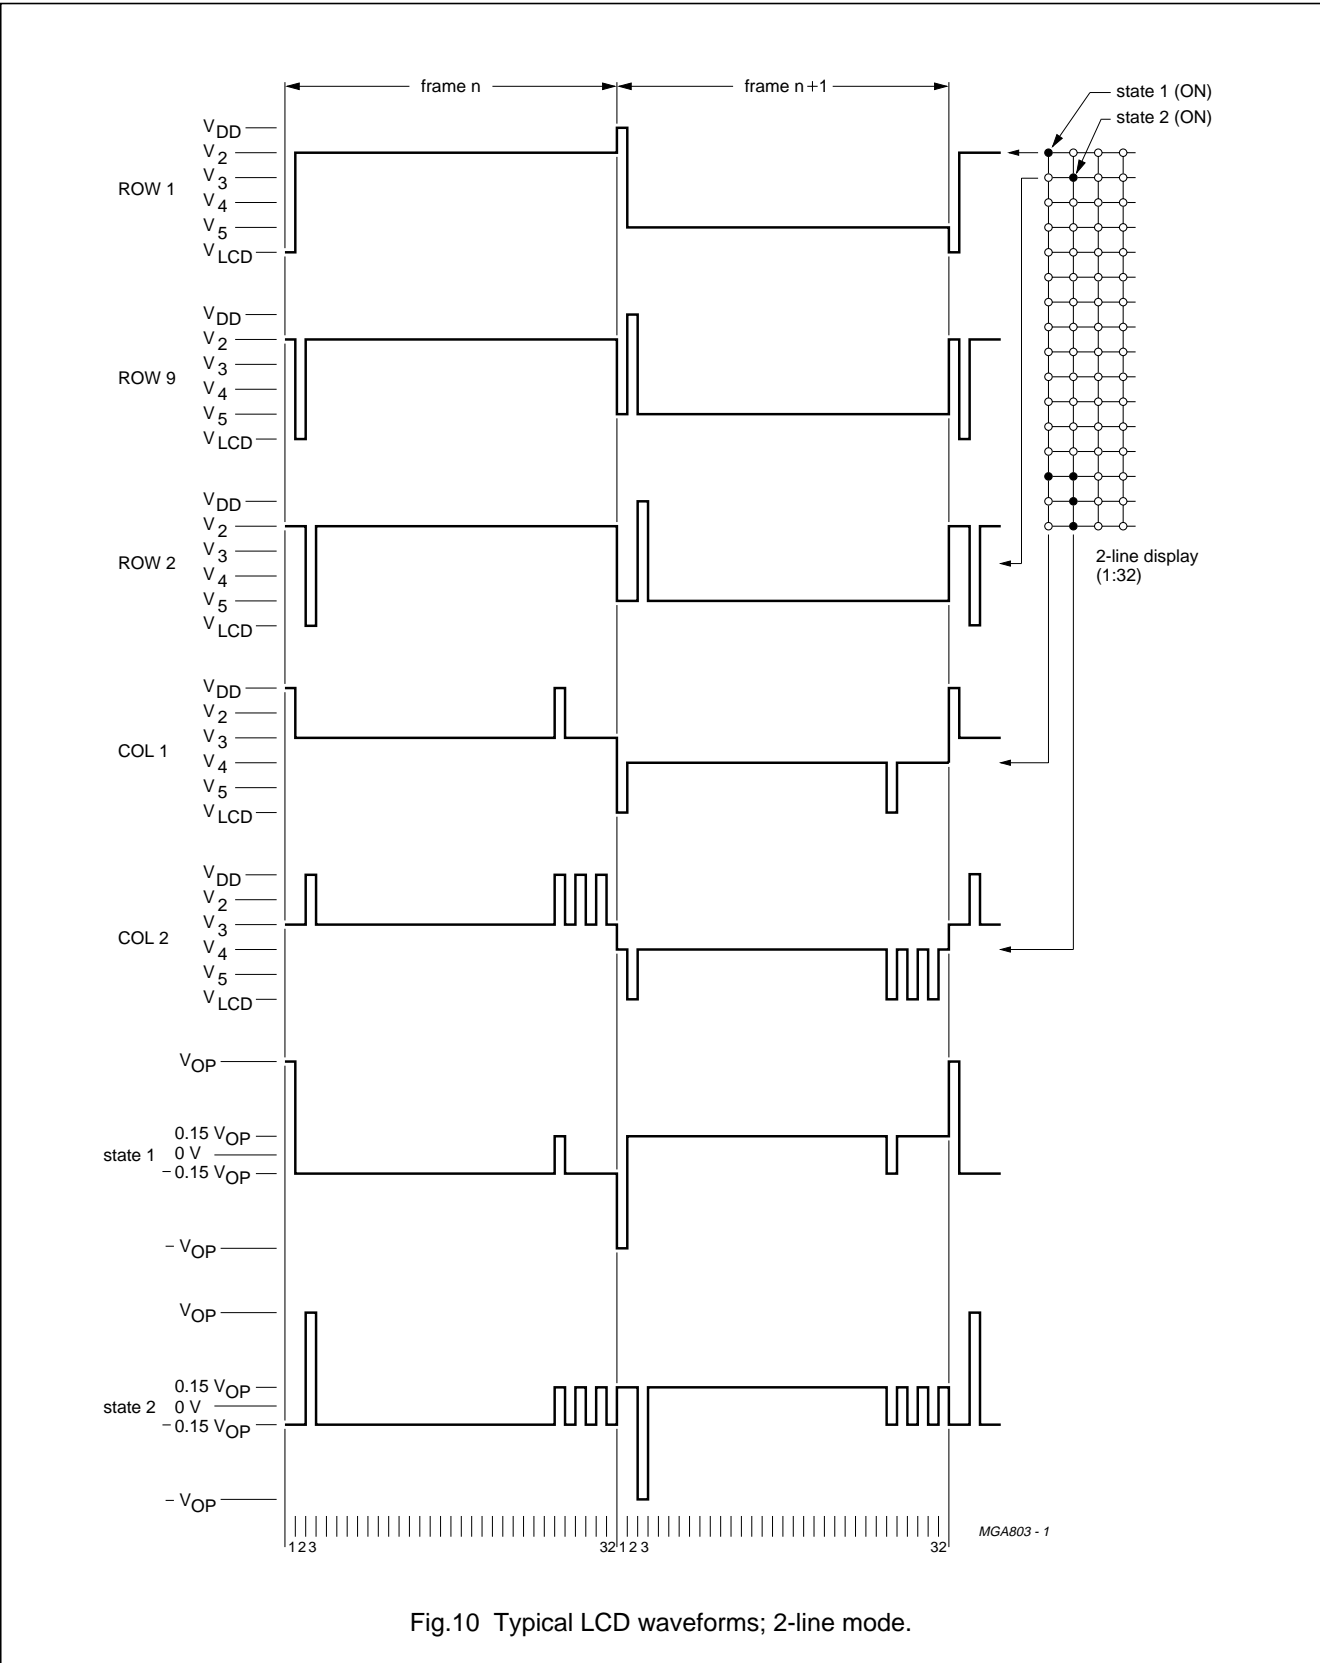 frame n
frame n+1
state 1 (ON)
state 2 (ON)
ROW 1
VDD
V2
V3
V4
V5
VLCD
ROW 9
VDD
V2
V3
V4
V5
VLCD
ROW 2
VDD
V2
V3
V4
V5
VLCD
2-line display
(1:32)
COL 1
VDD
V2
V3
V4
V5
VLCD
COL 2
VDD
V2
V3
V4
V5
VLCD
state 1
VOP
0.15 VOP
0 V
− 0.15 VOP
− VOP
state 2
VOP
0.15 VOP
0 V
− 0.15 VOP
− VOP
1 2 3 32 1 2 3 32
MGA803 - 1
Fig.10 Typical LCD waveforms; 2-line mode.